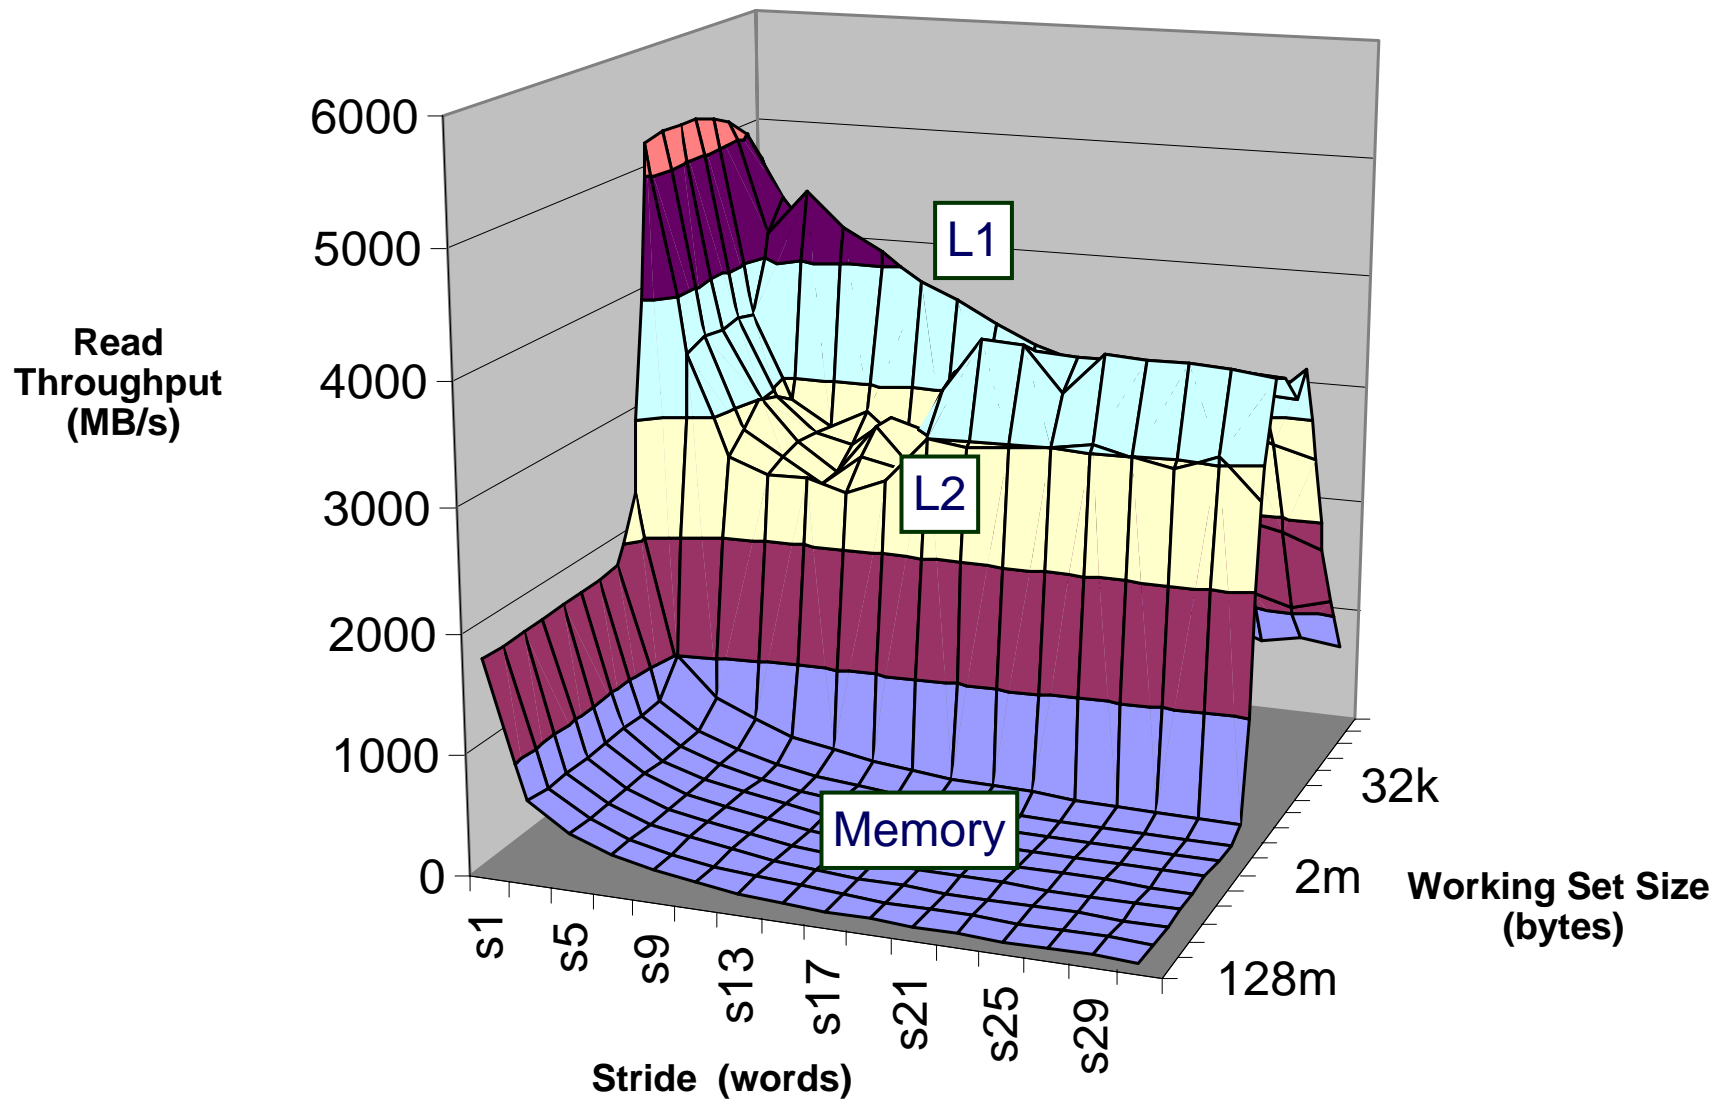 6000
5000
4000
3000
2000
1000
0
Read
Throughput
(MB/s)
L1
L2
Memory
s1
s5
s9
s13
s17
s21
s25
s29
Stride (words)
32k
2m
128m
Working Set Size
(bytes)